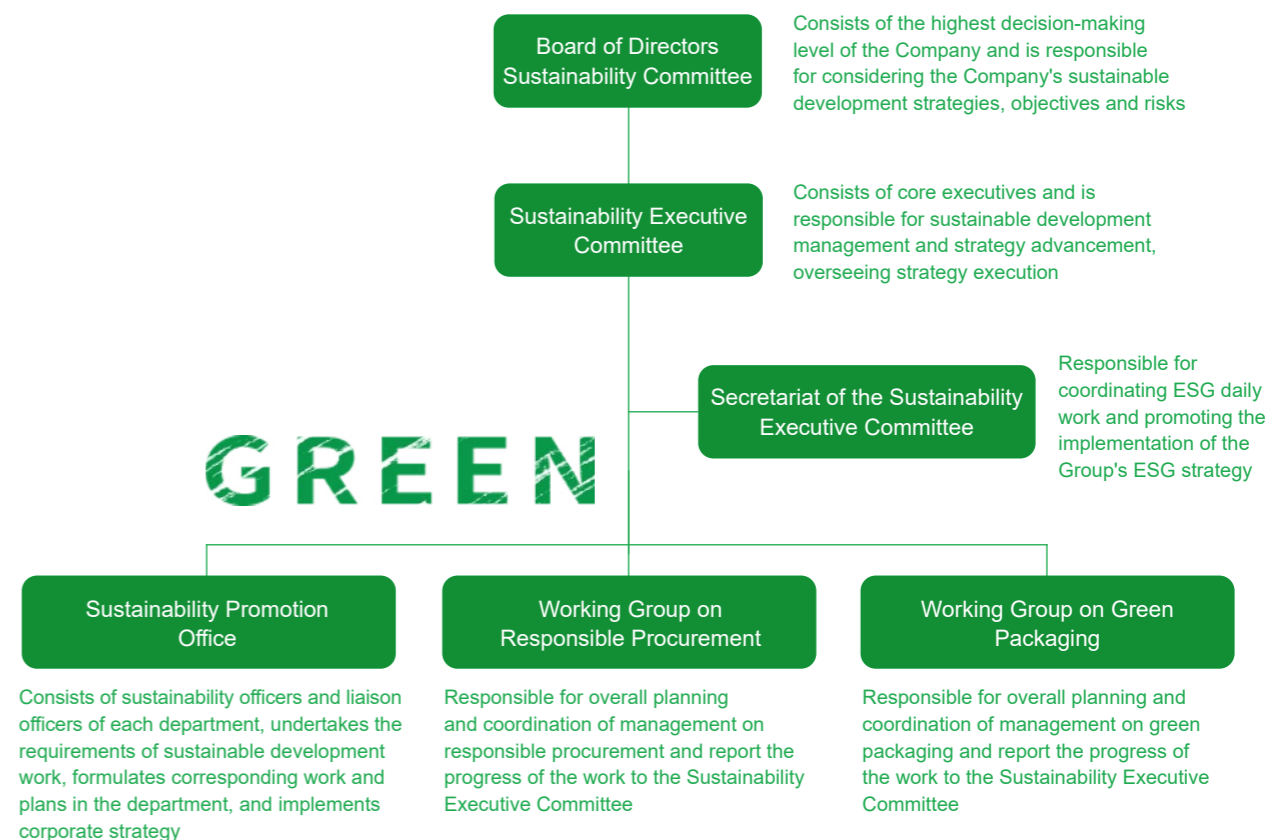 Board of Directors
Sustainability Committee
Consists of the highest decision-making
level of the Company and is responsible
for considering the Company's sustainable
development strategies, objectives and risks
Sustainability Executive
Committee
Consists of core executives and is
responsible for sustainable development
management and strategy advancement,
overseeing strategy execution
Secretariat of the Sustainability
Executive Committee
Responsible for
coordinating ESG daily
work and promoting the
implementation of the
Group's ESG strategy
GREEN
Sustainability Promotion
Office
Consists of sustainability officers and liaison
officers of each department, undertakes the
requirements of sustainable development
work, formulates corresponding work and
plans in the department, and implements
corporate strategy
Working Group on
Responsible Procurement
Responsible for overall planning
and coordination of management on
responsible procurement and report the
progress of the work to the Sustainability
Executive Committee
Working Group on Green
Packaging
Responsible for overall planning and
coordination of management on green
packaging and report the progress of
the work to the Sustainability Executive
Committee